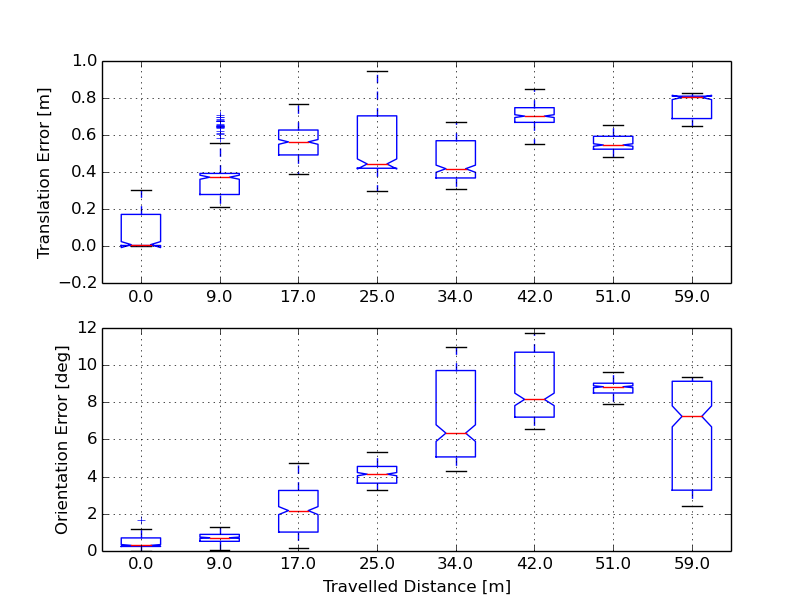 Translation Error [m]
1.0
0.8
0.6
0.4
0.2
0.0
−0.2
0.0 9.0 17.0 25.0 34.0 42.0 51.0 59.0
Orientation Error [deg]
12
10
8
6
4
2
0
0.0 9.0 17.0 25.0 34.0 42.0 51.0 59.0
Travelled Distance [m]